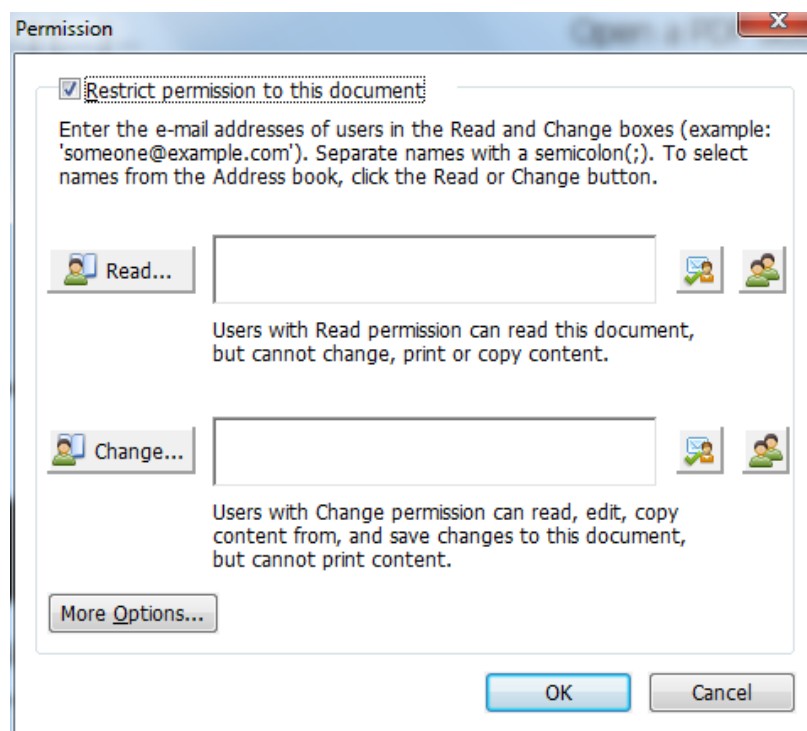 Permission
Open a PDF
Restrict permission to this document
Enter the e-mail addresses of users in the Read and Change boxes (example:
'someone@example.com'). Separate names with a semicolon(;). To select
names from the Address book, click the Read or Change button.
Read...
Users with Read permission can read this document,
but cannot change, print or copy content.
Change...
Users with Change permission can read, edit, copy
content from, and save changes to this document,
but cannot print content.
More Options...
OK
Cancel